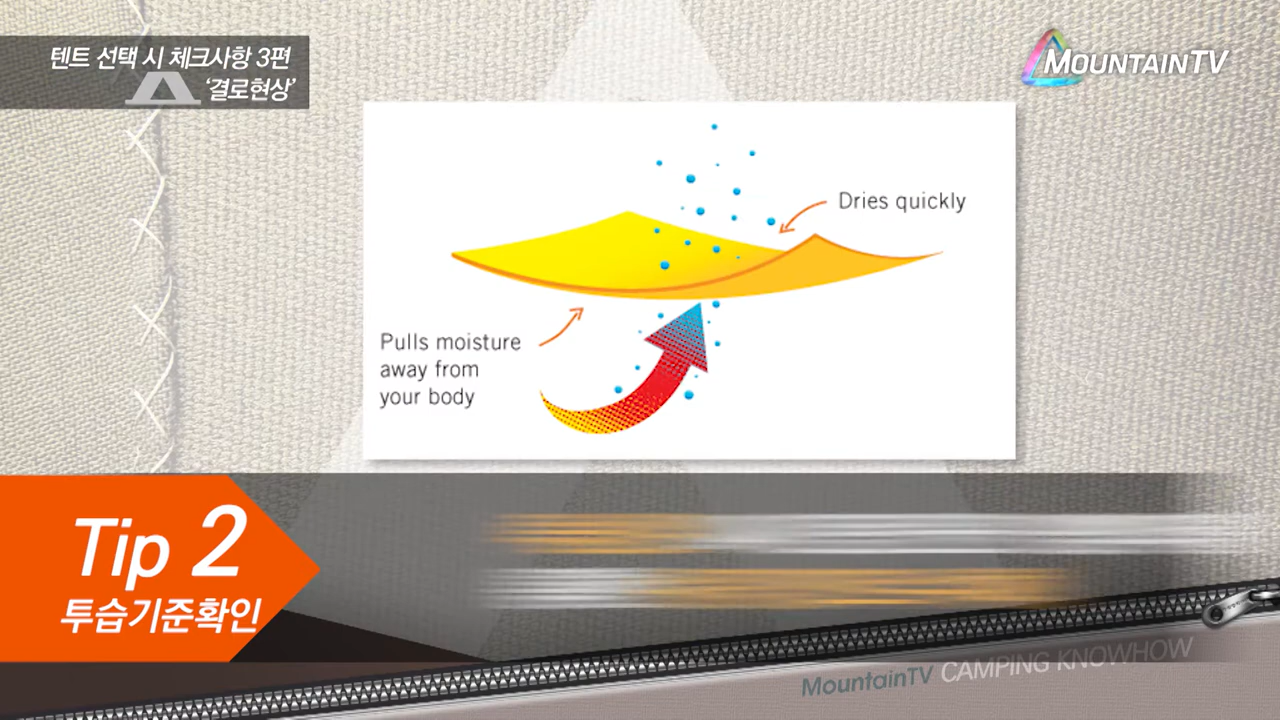 텐트 선택 시 체크사항 3편
'결로현상'
MOUNTAINTV
Dries quickly
Pulls moisture
away from
your body
Tip 2
투습기준확인
MountainTV CAMPING KNOWHOW